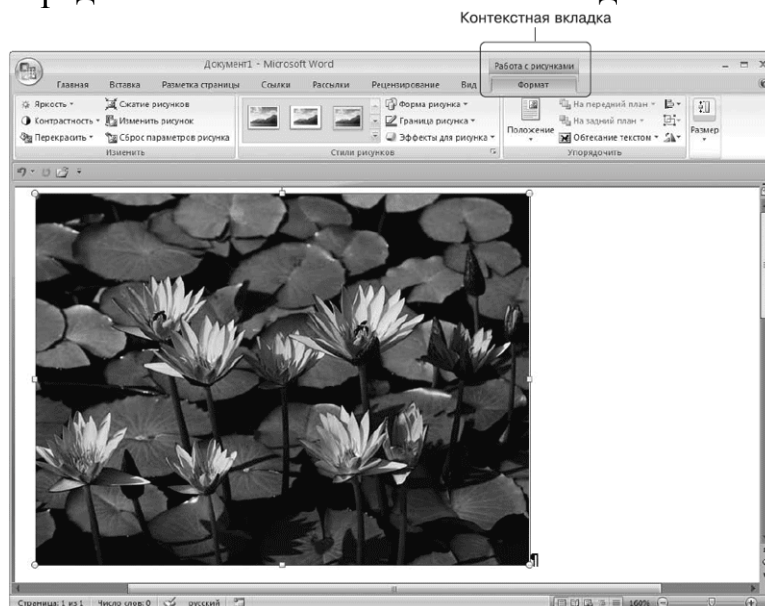 Контекстная вкладка
Документ1 - Microsoft Word
Работа с рисунками
Главная Вставка Разметка страницы Ссылки Рассылки Рецензирование Вид Формат
Яркость Сжатие рисунков Форма рисунка На передний план
Контрастность Изменить рисунок Граница рисунка На задний план
Перекрасить Сброс параметров рисунка Эффекты для рисунка Положение Обтекание текстом Размер
Изменить Стили рисунков Упорядочить
¶
Страница: 1 из 1 Число слов: 0 русский 160%